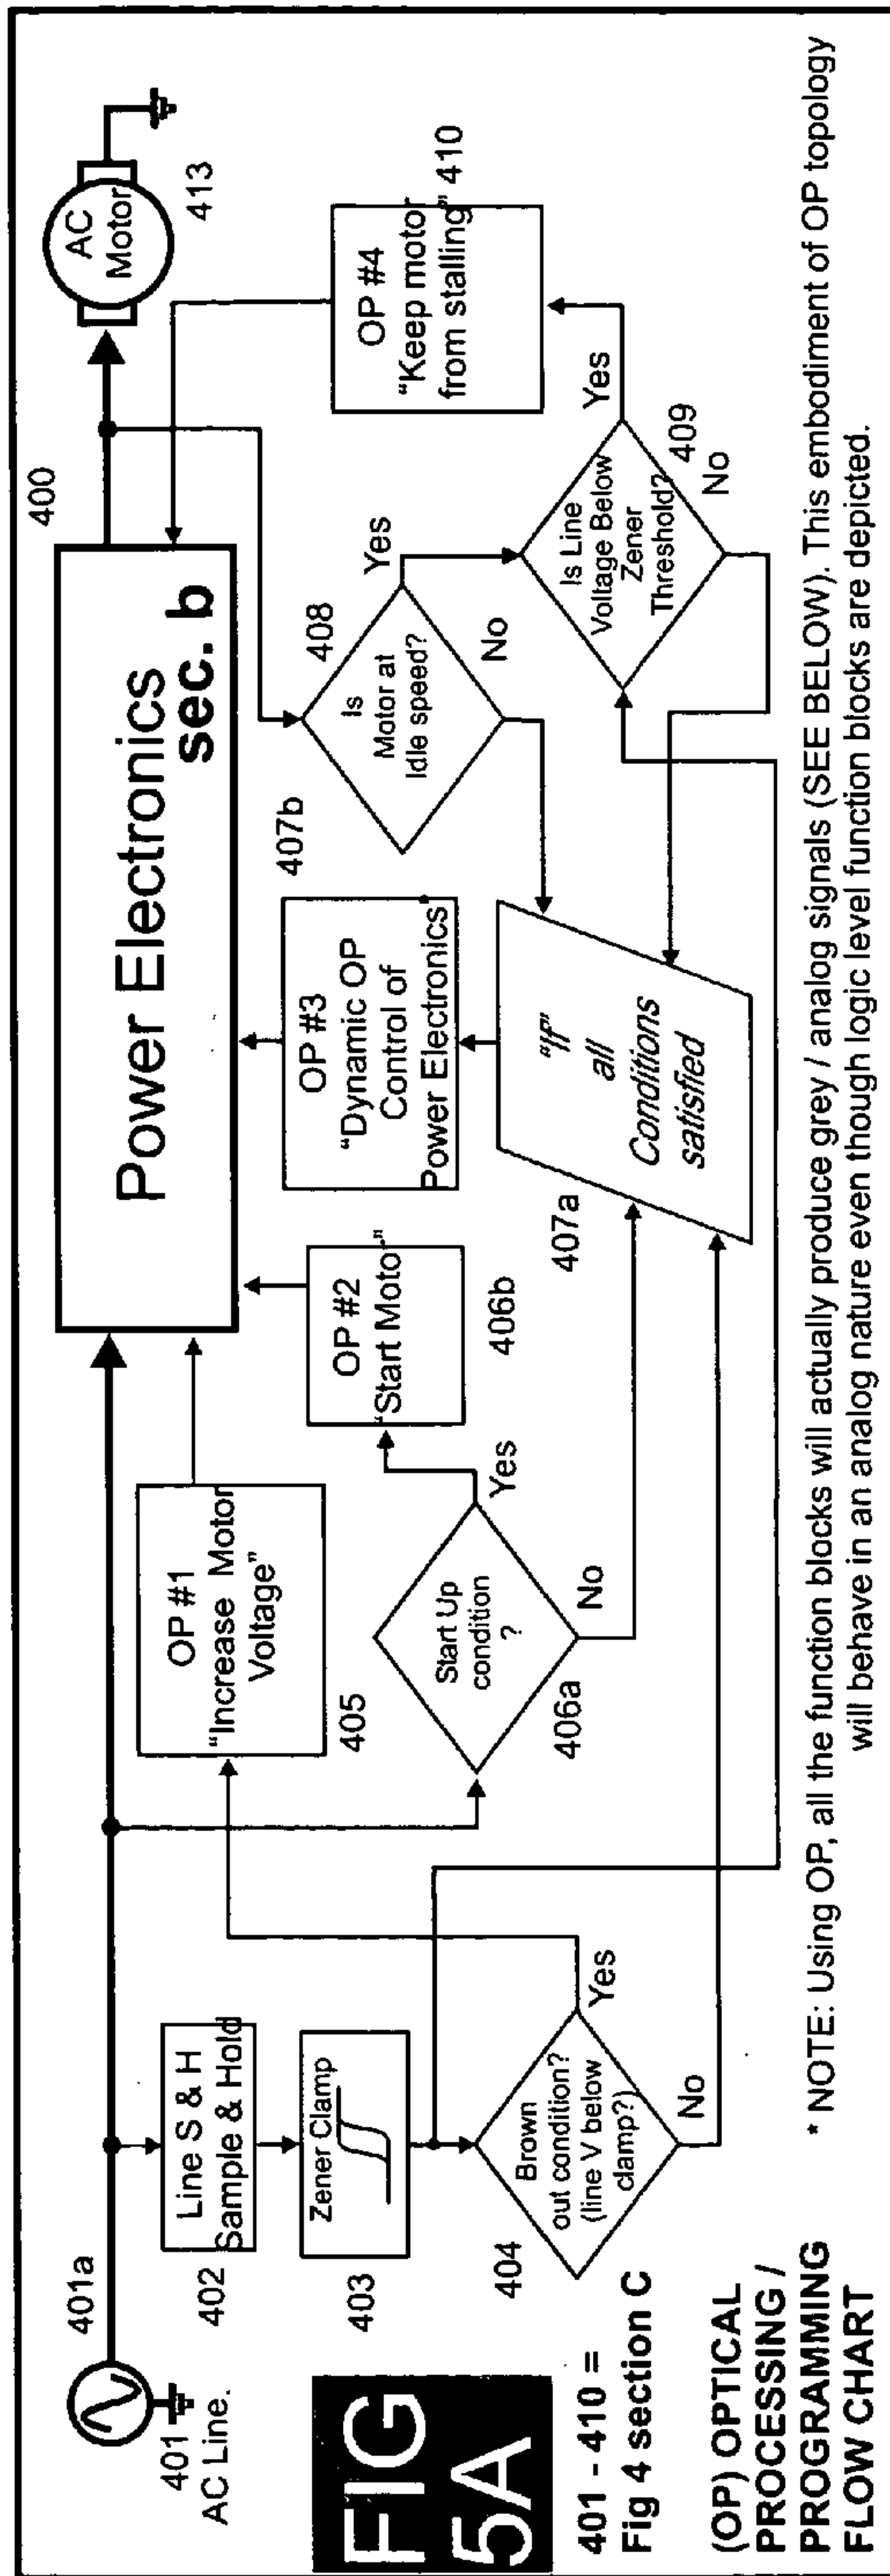 401a
401
AC Line.
Line S & H
Sample & Hold
402
Zener Clamp
403
Brown
out condition?
(line V below
clamp?)
404
Yes
No
OP #1
"Increase Motor
Voltage"
405
Start Up
condition
?
406a
Yes
No
OP #2
"Start Motor"
406b
Power Electronics
sec. b
400
OP #3
"Dynamic OP
Control of
Power Electronics"
407b
"If"
all
Conditions
satisfied
407a
Is
Motor at
Idle speed?
408
Yes
No
Is Line
Voltage Below
Zener
Threshold?
409
Yes
No
OP #4
"Keep motor
from stalling"
410
AC
Motor
413
FIG
5A
401 - 410 =
Fig 4 section C
(OP) OPTICAL
PROCESSING /
PROGRAMMING
FLOW CHART
* NOTE: Using OP, all the function blocks will actually produce grey / analog signals (SEE BELOW). This embodiment of OP topology
will behave in an analog nature even though logic level function blocks are depicted.